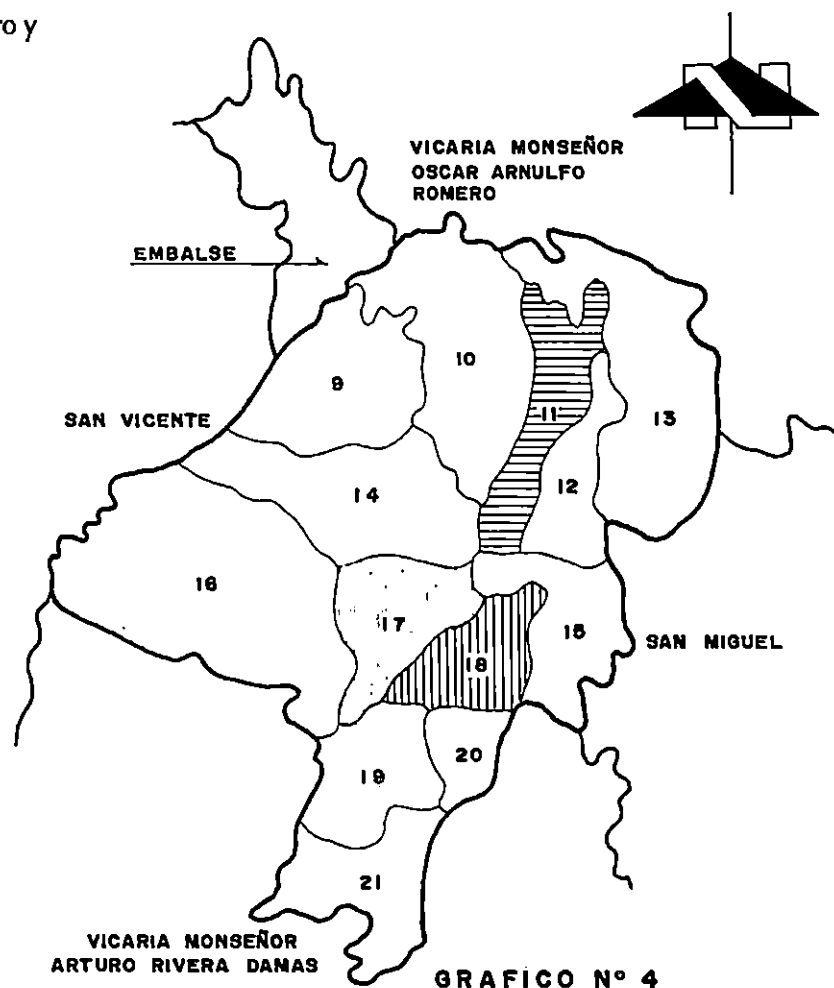 ro y
VICARIA MONSEÑOR
OSCAR ARNULFO
ROMERO
EMBALSE
10
9
11
13
SAN VICENTE
14
12
16
17
15
SAN MIGUEL
18
20
19
21
VICARIA MONSEÑOR
ARTURO RIVERA DAMAS
GRAFICO Nº 4